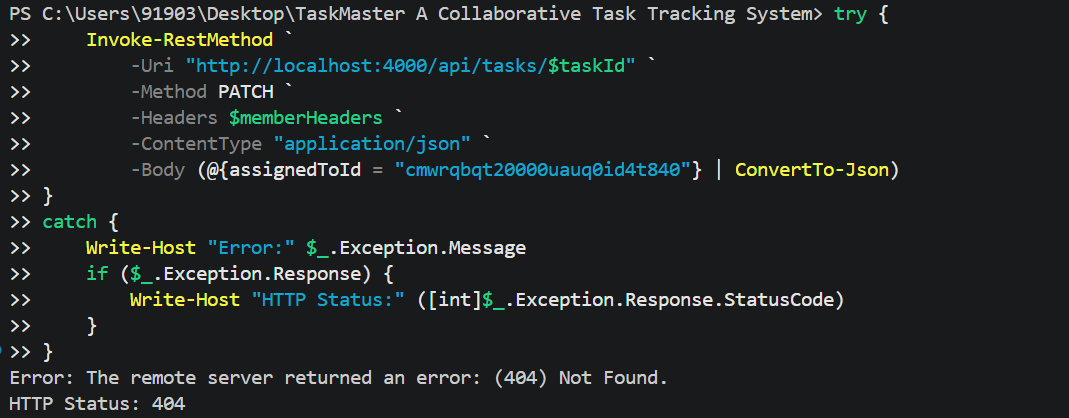 PS C:\Users\91903\Desktop\TaskMaster A Collaborative Task Tracking System> try {
>>     Invoke-RestMethod `
>>         -Uri "http://localhost:4000/api/tasks/$taskId" `
>>         -Method PATCH `
>>         -Headers $memberHeaders `
>>         -ContentType "application/json" `
>>         -Body (@{assignedToId = "cmwrqbqt20000uauq0id4t840"} | ConvertTo-Json)
>> }
>> catch {
>>     Write-Host "Error:" $_.Exception.Message
>>     if ($_.Exception.Response) {
>>         Write-Host "HTTP Status:" ([int]$_.Exception.Response.StatusCode)
>>     }
>> }
Error: The remote server returned an error: (404) Not Found.
HTTP Status: 404